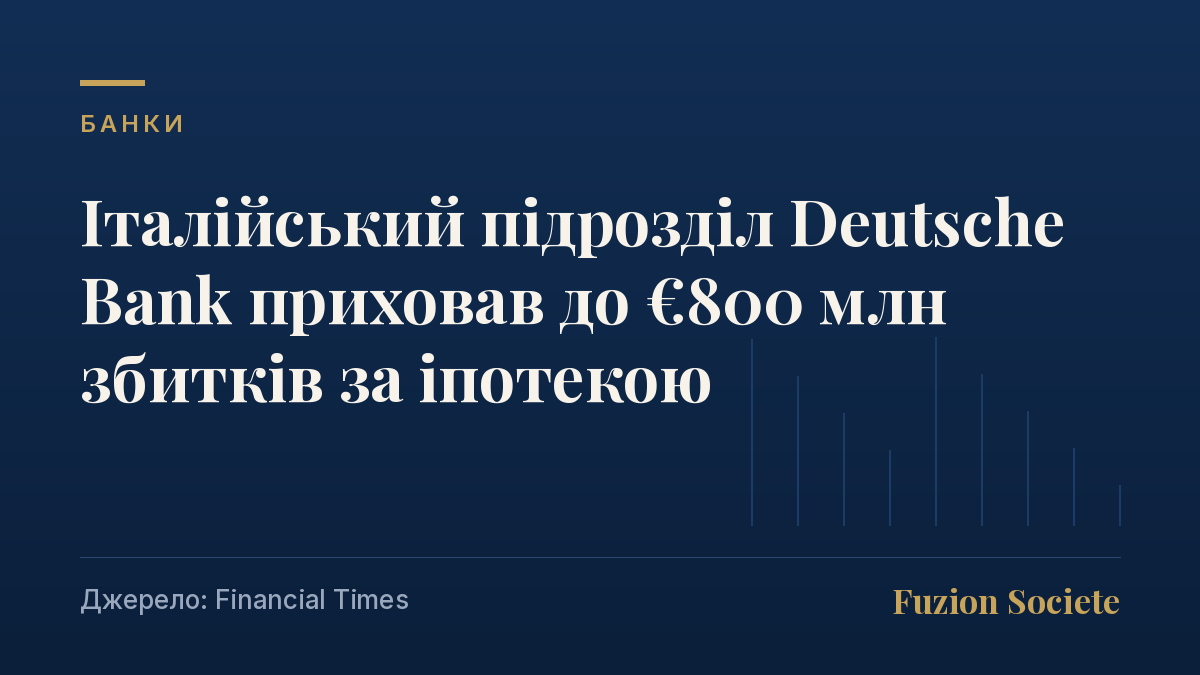 БАНКИ
Італійський підрозділ Deutsche
Bank приховав до €800 млн
збитків за іпотекою
Джерело: Financial Times
Fuzion Societe